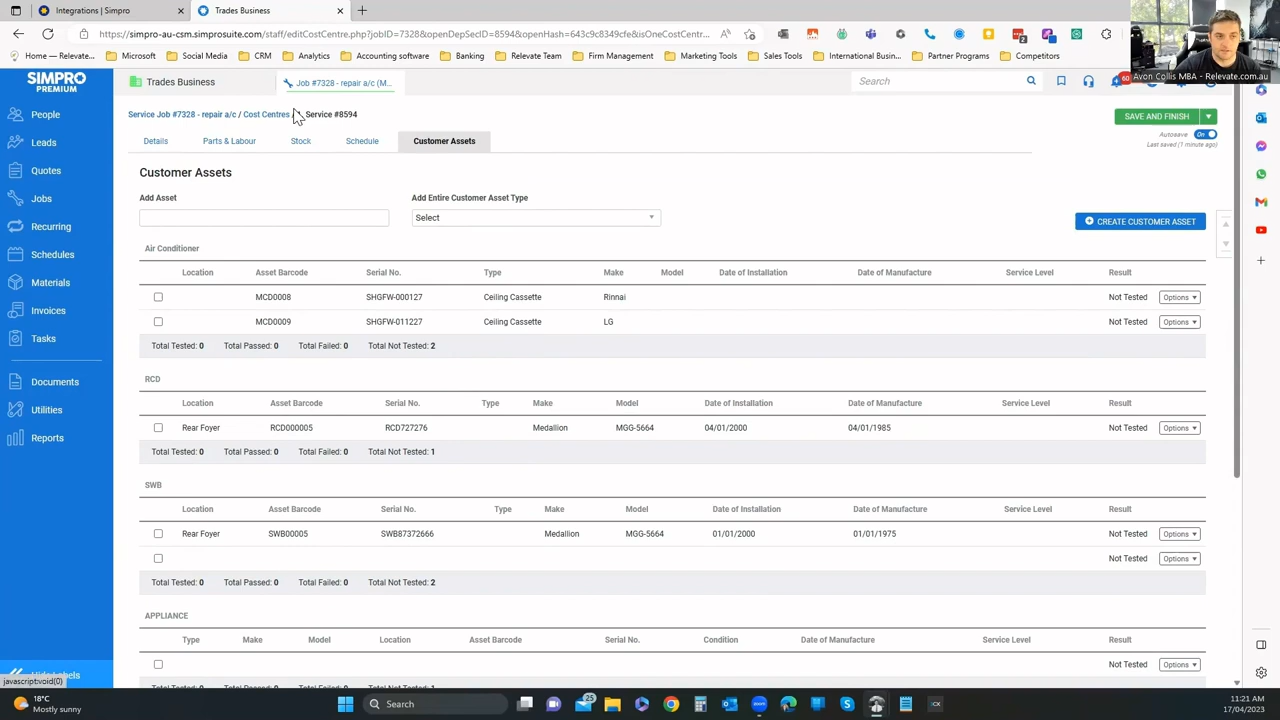 Integrations | Simpro
Trades Business
https://simpro-au-csm.simprosuite.com/staff/editCostCentre.php?jobID=7328&openDepSecID=8594&openHash=643c9c8349cfe&isOneCostCentr...
Home
Relevate...
Microsoft
Social Media
CRM
Analytics
Accounting software
Banking
Relevate Team
Firm Management
Marketing Tools
Sales Tools
International Busin...
Partner Programs
Competitors
Avon Collis MBA - Relevate.com.au
SIMPRO
PREMIUM
Trades Business
Job #7328 - repair a/c (M...
Search
60
People
Leads
Quotes
Jobs
Recurring
Schedules
Materials
Invoices
Tasks
Documents
Utilities
Reports
Hide Labels
javascript:void(0)
Service Job #7328 - repair a/c / Cost Centres / Service #8594
SAVE AND FINISH
Autosave On
Last saved (1 minute ago)
Details
Parts & Labour
Stock
Schedule
Customer Assets
Customer Assets
Add Asset
Add Entire Customer Asset Type
Select
CREATE CUSTOMER ASSET
Air Conditioner
Location Asset Barcode Serial No. Type Make Model Date of Installation Date of Manufacture Service Level Result
MCD0008 SHGFW-000127 Ceiling Cassette Rinnai Not Tested Options
MCD0009 SHGFW-011227 Ceiling Cassette LG Not Tested Options
Total Tested: 0 Total Passed: 0 Total Failed: 0 Total Not Tested: 2
RCD
Location Asset Barcode Serial No. Type Make Model Date of Installation Date of Manufacture Service Level Result
Rear Foyer RCD000005 RCD727276 Medallion MGG-5664 04/01/2000 04/01/1985 Not Tested Options
Total Tested: 0 Total Passed: 0 Total Failed: 0 Total Not Tested: 1
SWB
Location Asset Barcode Serial No. Type Make Model Date of Installation Date of Manufacture Service Level Result
Rear Foyer SWB00005 SWB87372666 Medallion MGG-5664 01/01/2000 01/01/1975 Not Tested Options
Not Tested Options
Total Tested: 0 Total Passed: 0 Total Failed: 0 Total Not Tested: 2
APPLIANCE
Type Make Model Location Asset Barcode Serial No. Condition Date of Manufacture Service Level Result
Not Tested Options
18°C
Mostly sunny
Search
25
11:21 AM
17/04/2023